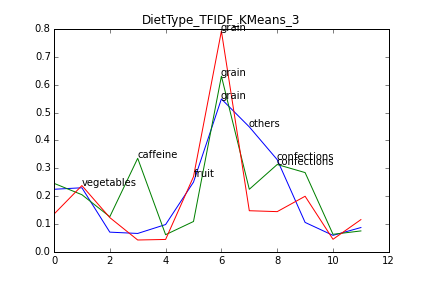 DietType_TFIDF_KMeans_3
0.8
0.7
0.6
0.5
0.4
0.3
0.2
0.1
0.0
grain
grain
grain
others
caffeine
confections
confections
fruit
vegetables
0 2 4 6 8 10 12